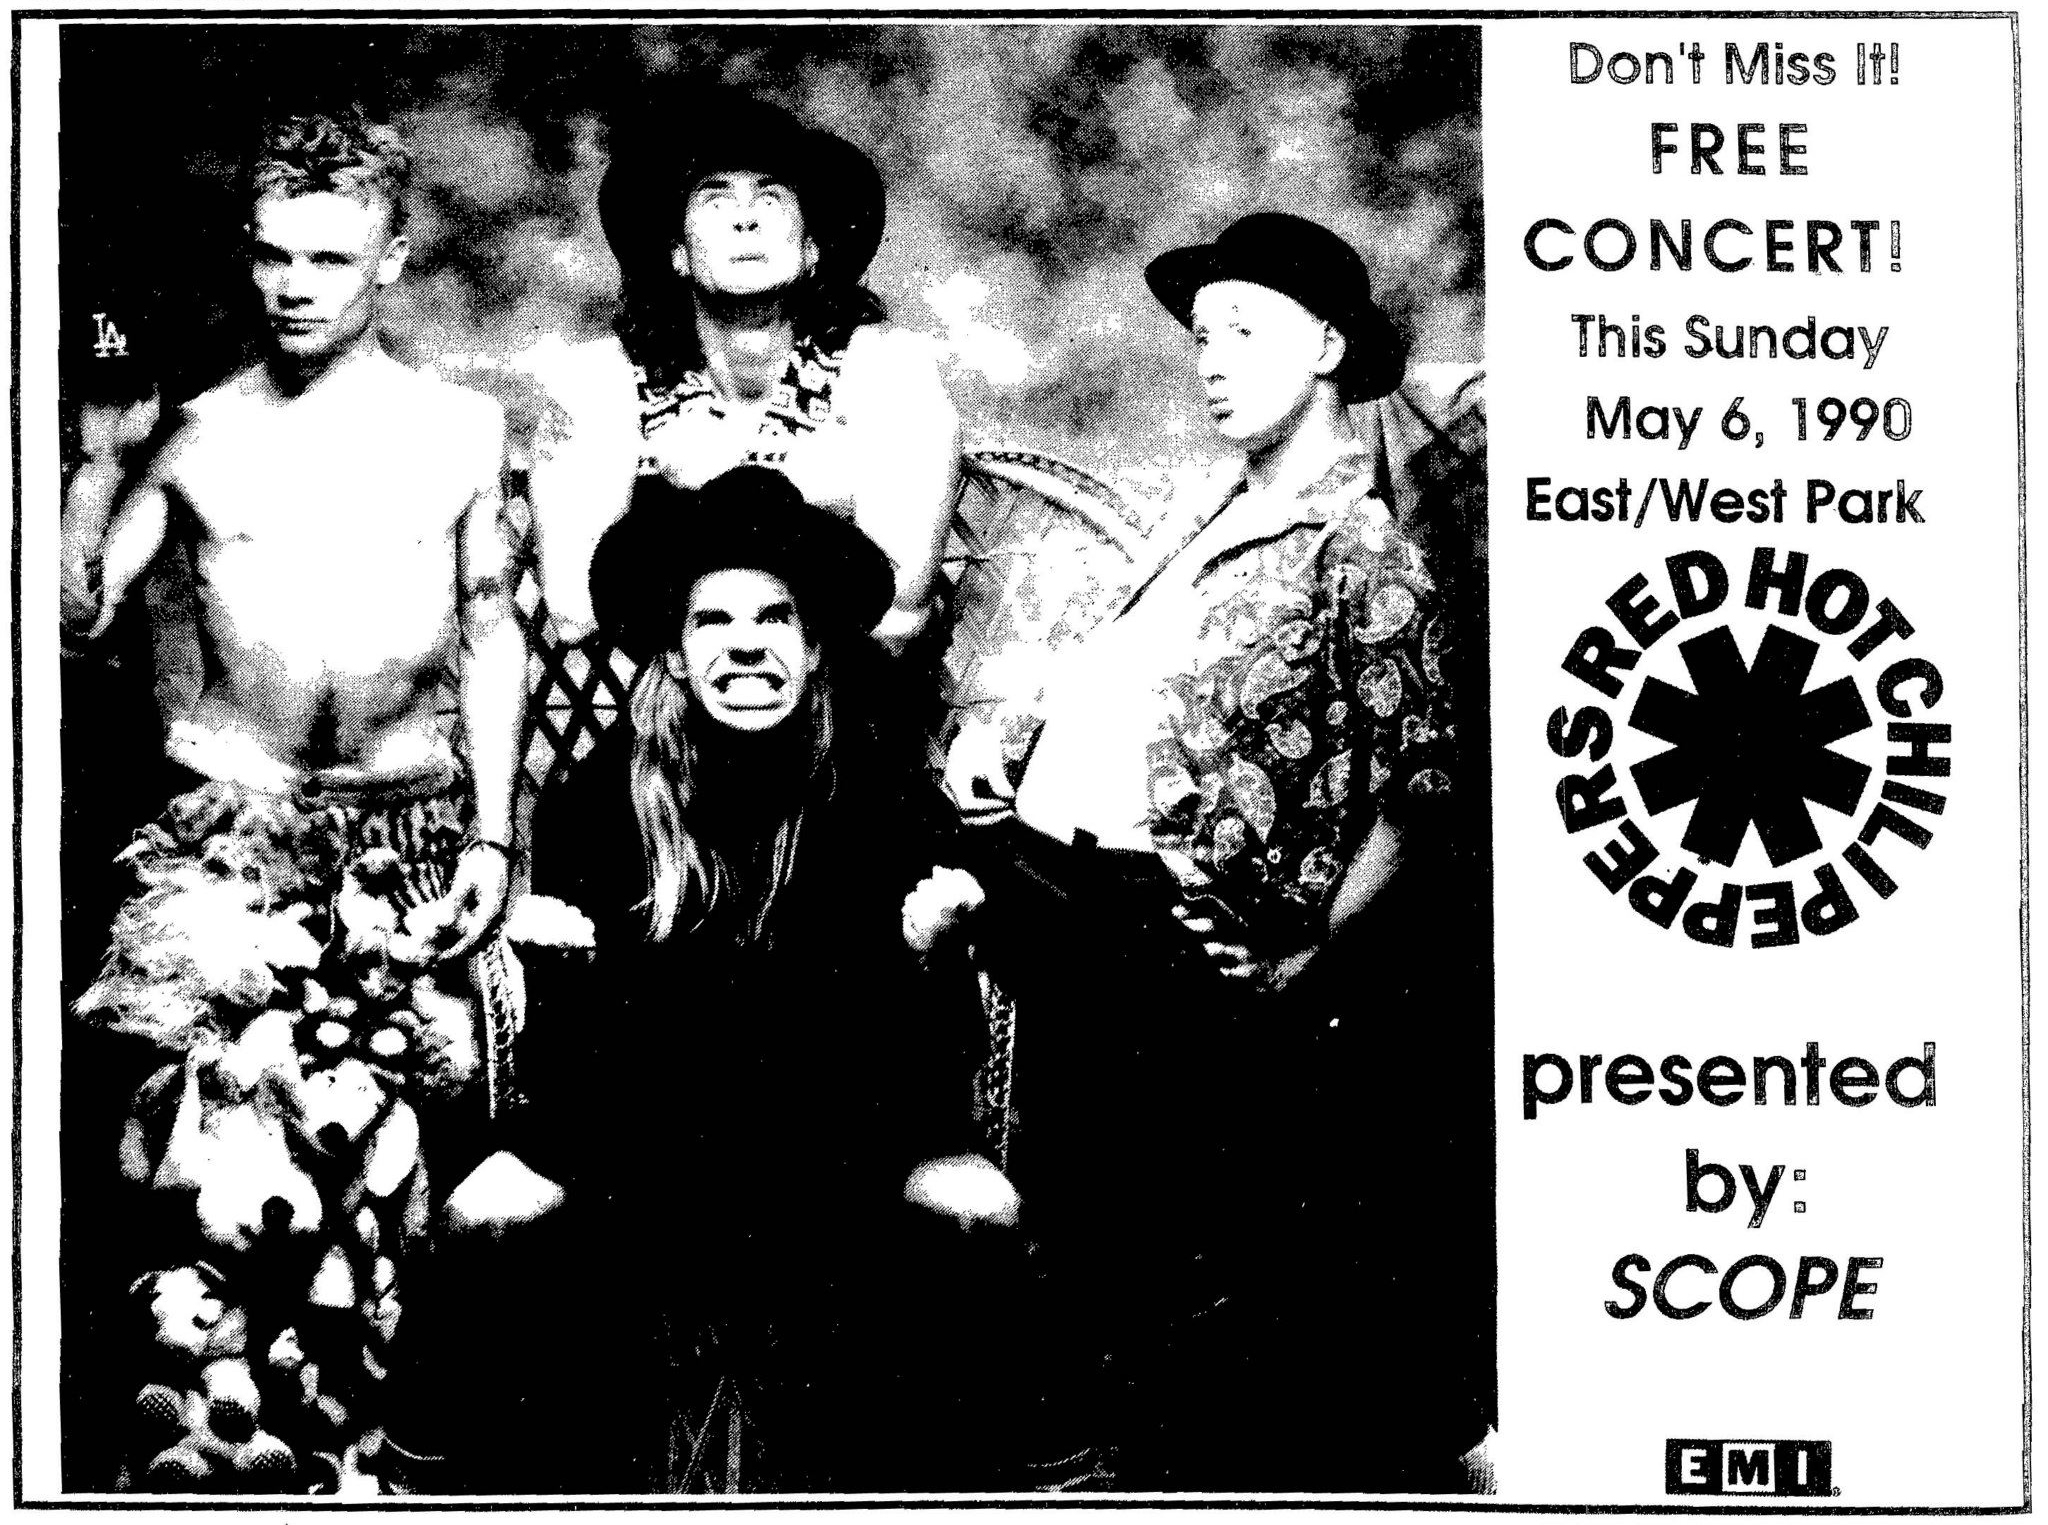 LA
Don't Miss It!
FREE
CONCERT!
This Sunday
May 6, 1990
East/West Park
RED HOT CHILI PEPPERS
presented
by:
SCOPE
EMI®